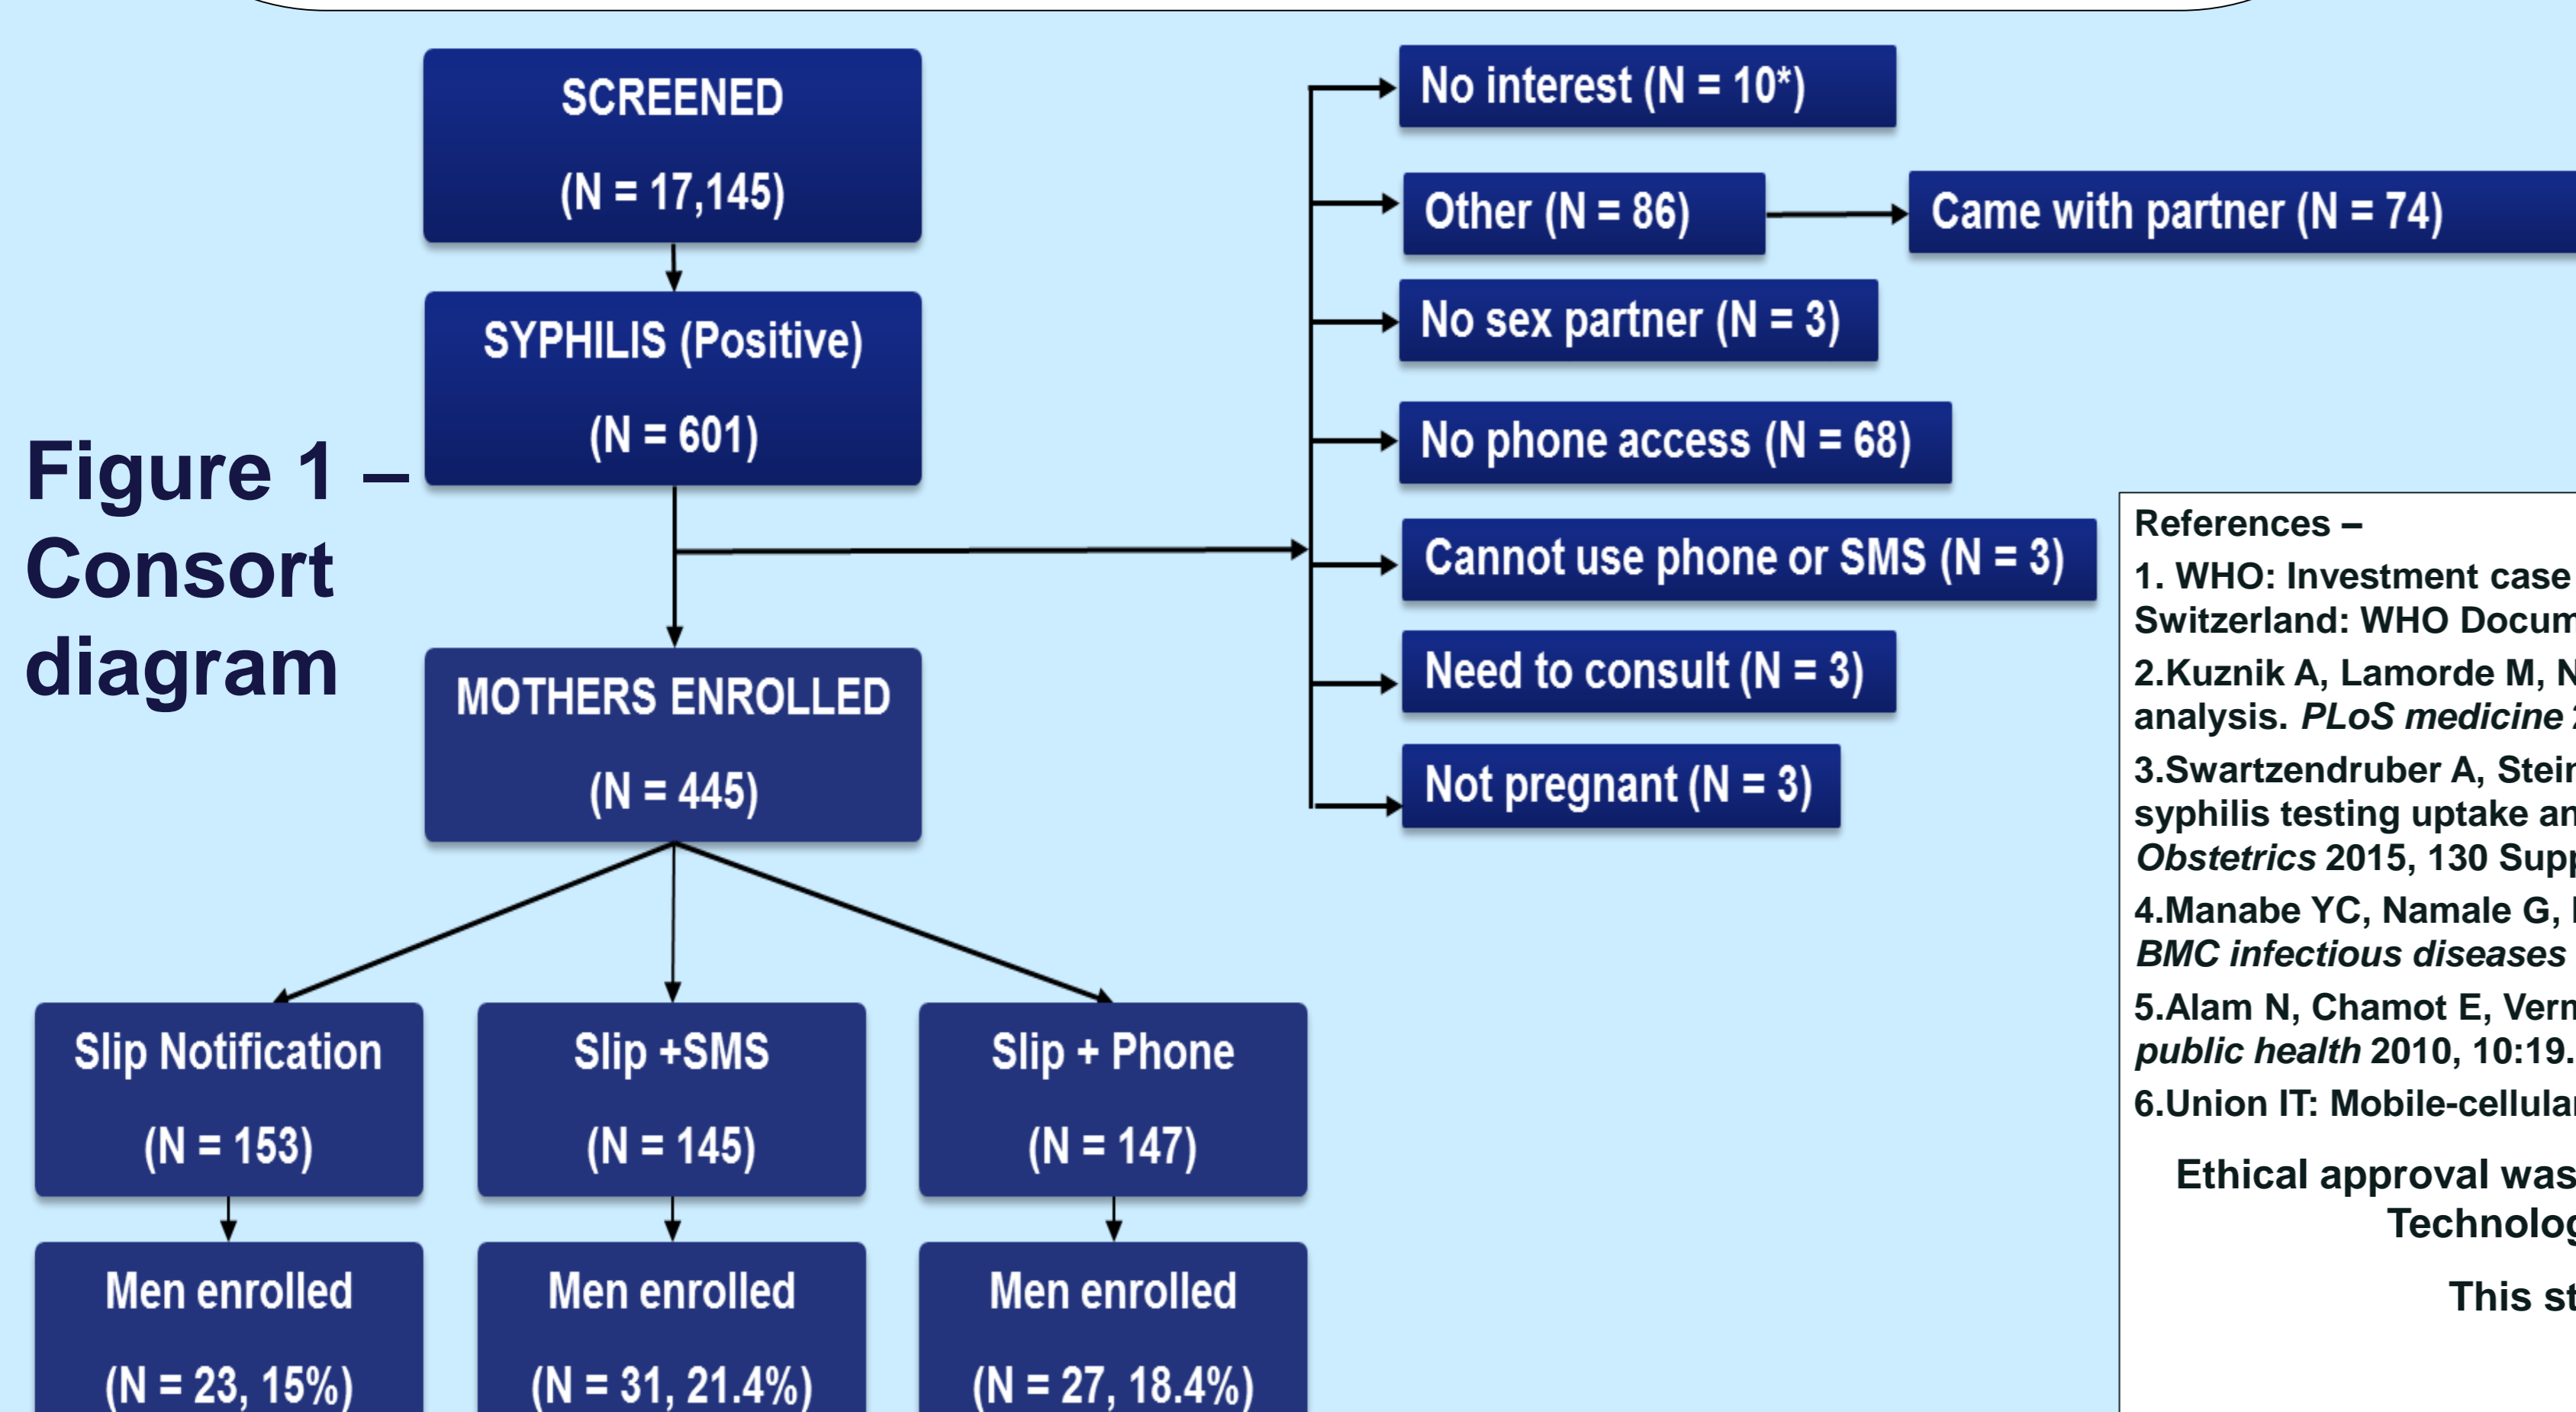 SCREENED
(N = 17,145)
SYPHILIS (Positive)
(N = 601)
Figure 1 –
Consort
diagram
MOTHERS ENROLLED
(N = 445)
Slip Notification
(N = 153)
Slip +SMS
(N = 145)
Slip + Phone
(N = 147)
Men enrolled
(N = 23, 15%)
Men enrolled
(N = 31, 21.4%)
Men enrolled
(N = 27, 18.4%)
No interest (N = 10*)
Other (N = 86)
Came with partner (N = 74)
No sex partner (N = 3)
No phone access (N = 68)
Cannot use phone or SMS (N = 3)
Need to consult (N = 3)
Not pregnant (N = 3)
References –
1. WHO: Investment case
Switzerland: WHO Docum
2.Kuznik A, Lamorde M, N
analysis. PLoS medicine
3.Swartzendruber A, Stein
syphilis testing uptake an
Obstetrics 2015, 130 Supp
4.Manabe YC, Namale G,
BMC infectious diseases
5.Alam N, Chamot E, Verm
public health 2010, 10:19.
6.Union IT: Mobile-cellular
Ethical approval was
Technolog
This st